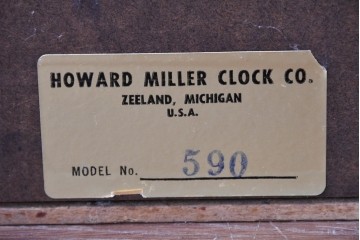 HOWARD MILLER CLOCK CO.
ZEELAND, MICHIGAN
U.S.A.
MODEL No. 590